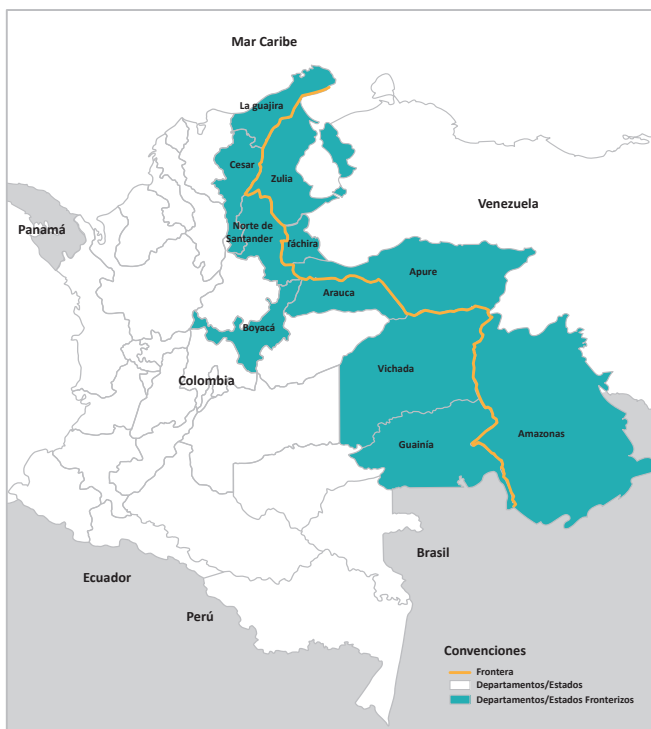 Mar Caribe
La guajira
Cesar
Zulia
Venezuela
Panamá
Norte de
Santander
Táchira
Apure
Arauca
Boyacá
Vichada
Colombia
Amazonas
Guainía
Brasil
Ecuador
Perú
Convenciones
Frontera
Departamentos/Estados
Departamentos/Estados Fronterizos